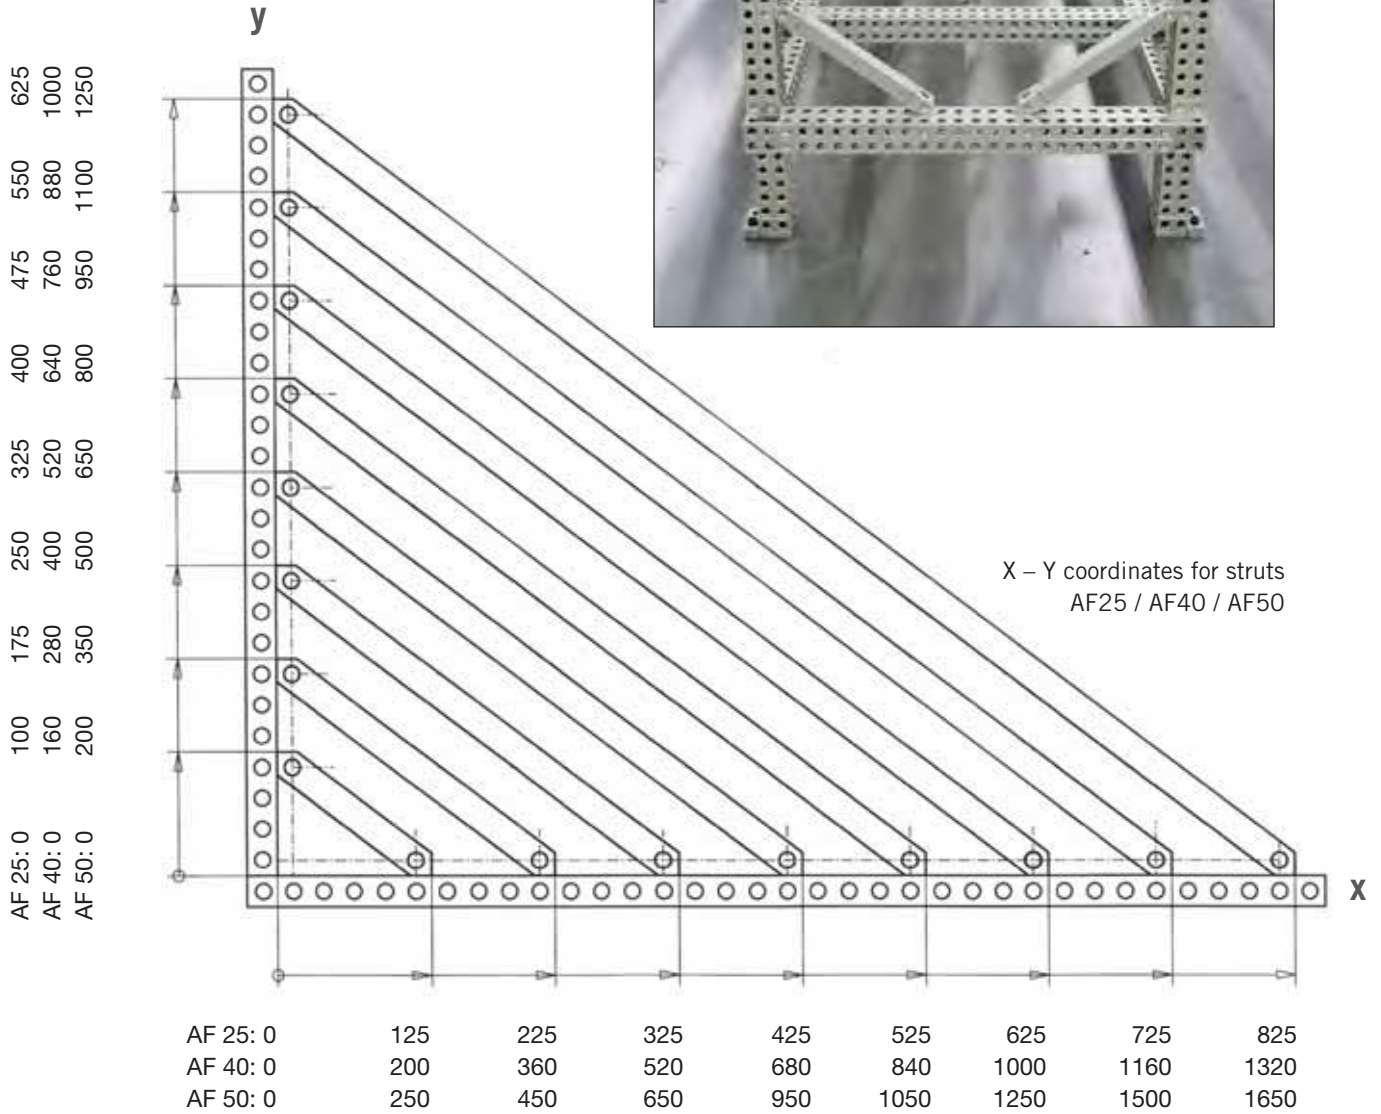 y
625
1000
1250
550
880
1100
475
760
950
400
640
800
325
520
650
250
400
500
175
280
350
100
160
200
AF 25: 0
AF 40: 0
AF 50: 0
X – Y coordinates for struts
AF25 / AF40 / AF50
x
AF 25: 0 125 225 325 425 525 625 725 825
AF 40: 0 200 360 520 680 840 1000 1160 1320
AF 50: 0 250 450 650 950 1050 1250 1500 1650